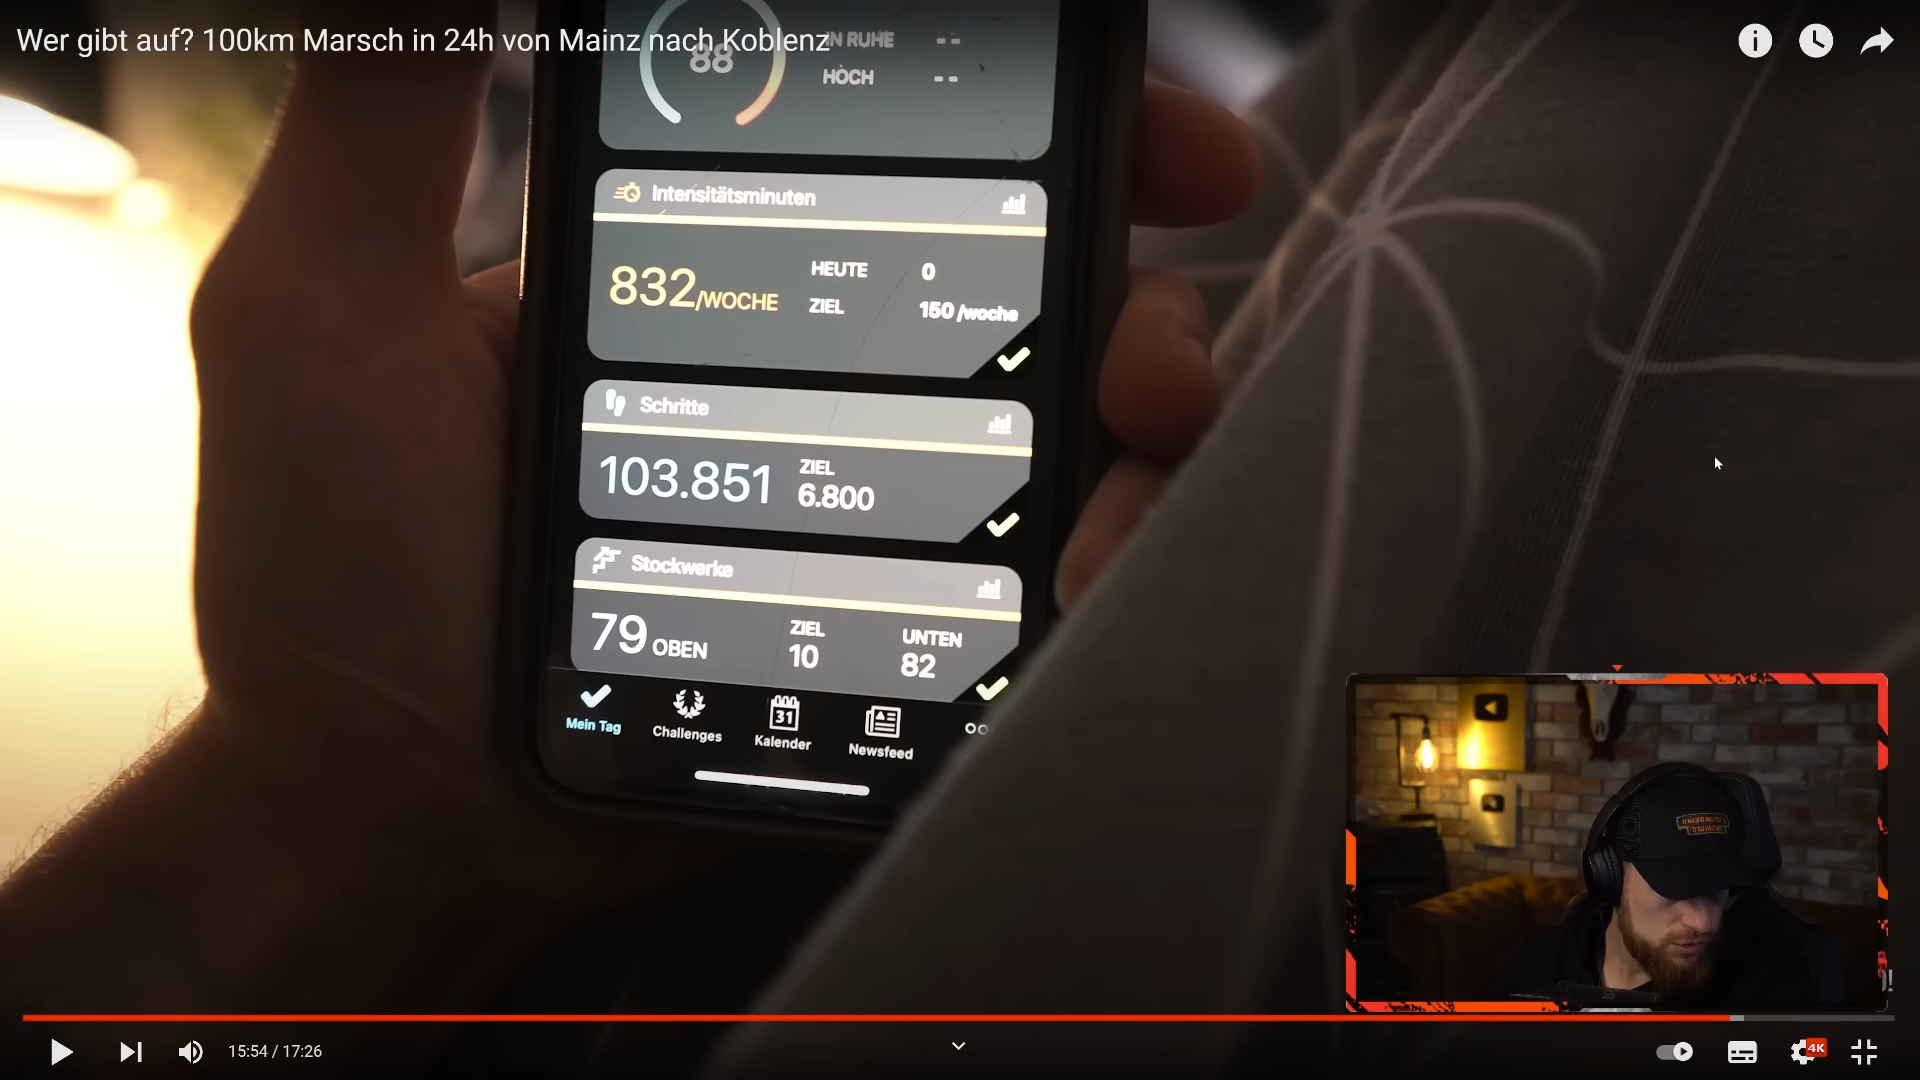 Wer gibt auf? 100km Marsch in 24h von Mainz nach Koblenz
88
IN RUHE --
HOCH --
Intensitätsminuten
832/WOCHE
HEUTE 0
ZIEL 150 /woche
Schritte
103.851
ZIEL
6.800
Stockwerke
79 OBEN
ZIEL
10
UNTEN
82
Mein Tag
Challenges
31
Kalender
Newsfeed
15:54 / 17:26
4K